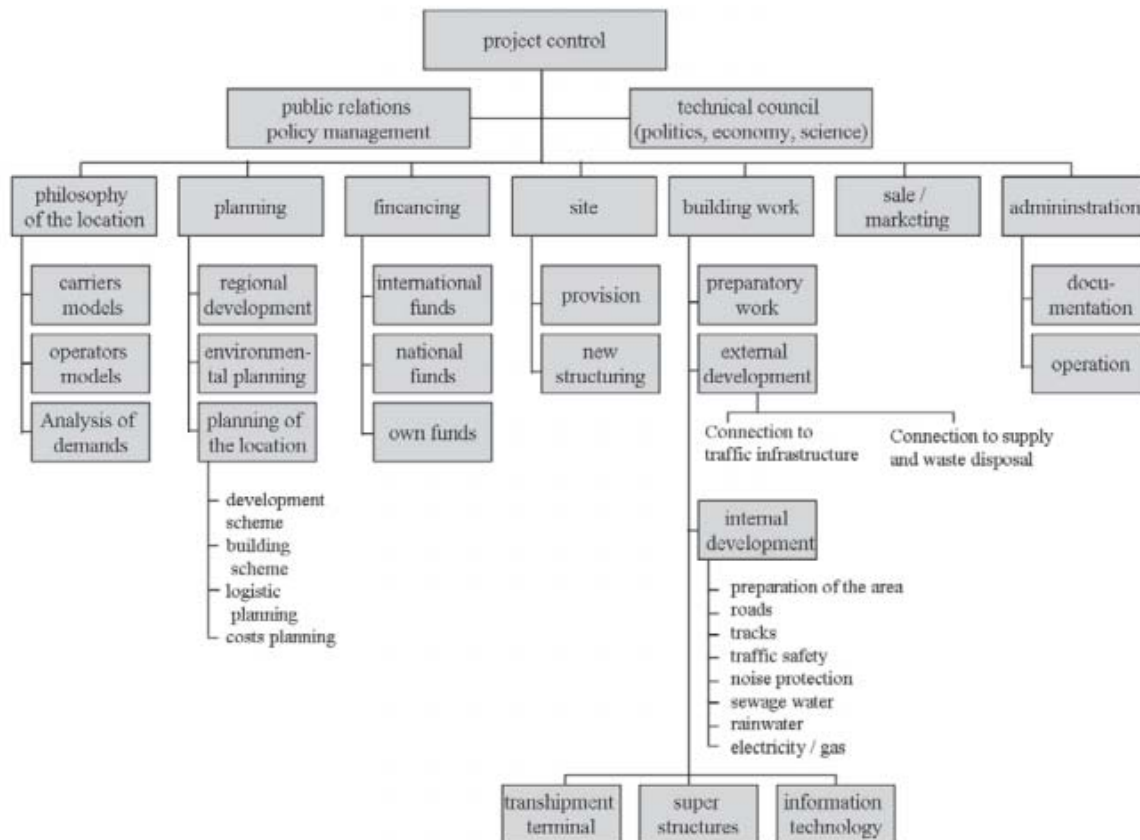 project control
public relations
policy management
technical council
(politics, economy, science)
philosophy
of the location
planning
fincancing
site
building work
sale /
marketing
admininstration
carriers
models
operators
models
Analysis of
demands
regional
development
environmen-
tal planning
planning of
the location
development
scheme
building
scheme
logistic
planning
costs planning
international
funds
national
funds
own funds
provision
new
structuring
preparatory
work
external
development
Connection to
traffic infrastructure
Connection to supply
and waste disposal
internal
development
preparation of the area
roads
tracks
traffic safety
noise protection
sewage water
rainwater
electricity / gas
transhipment
terminal
super
structures
information
technology
docu-
mentation
operation